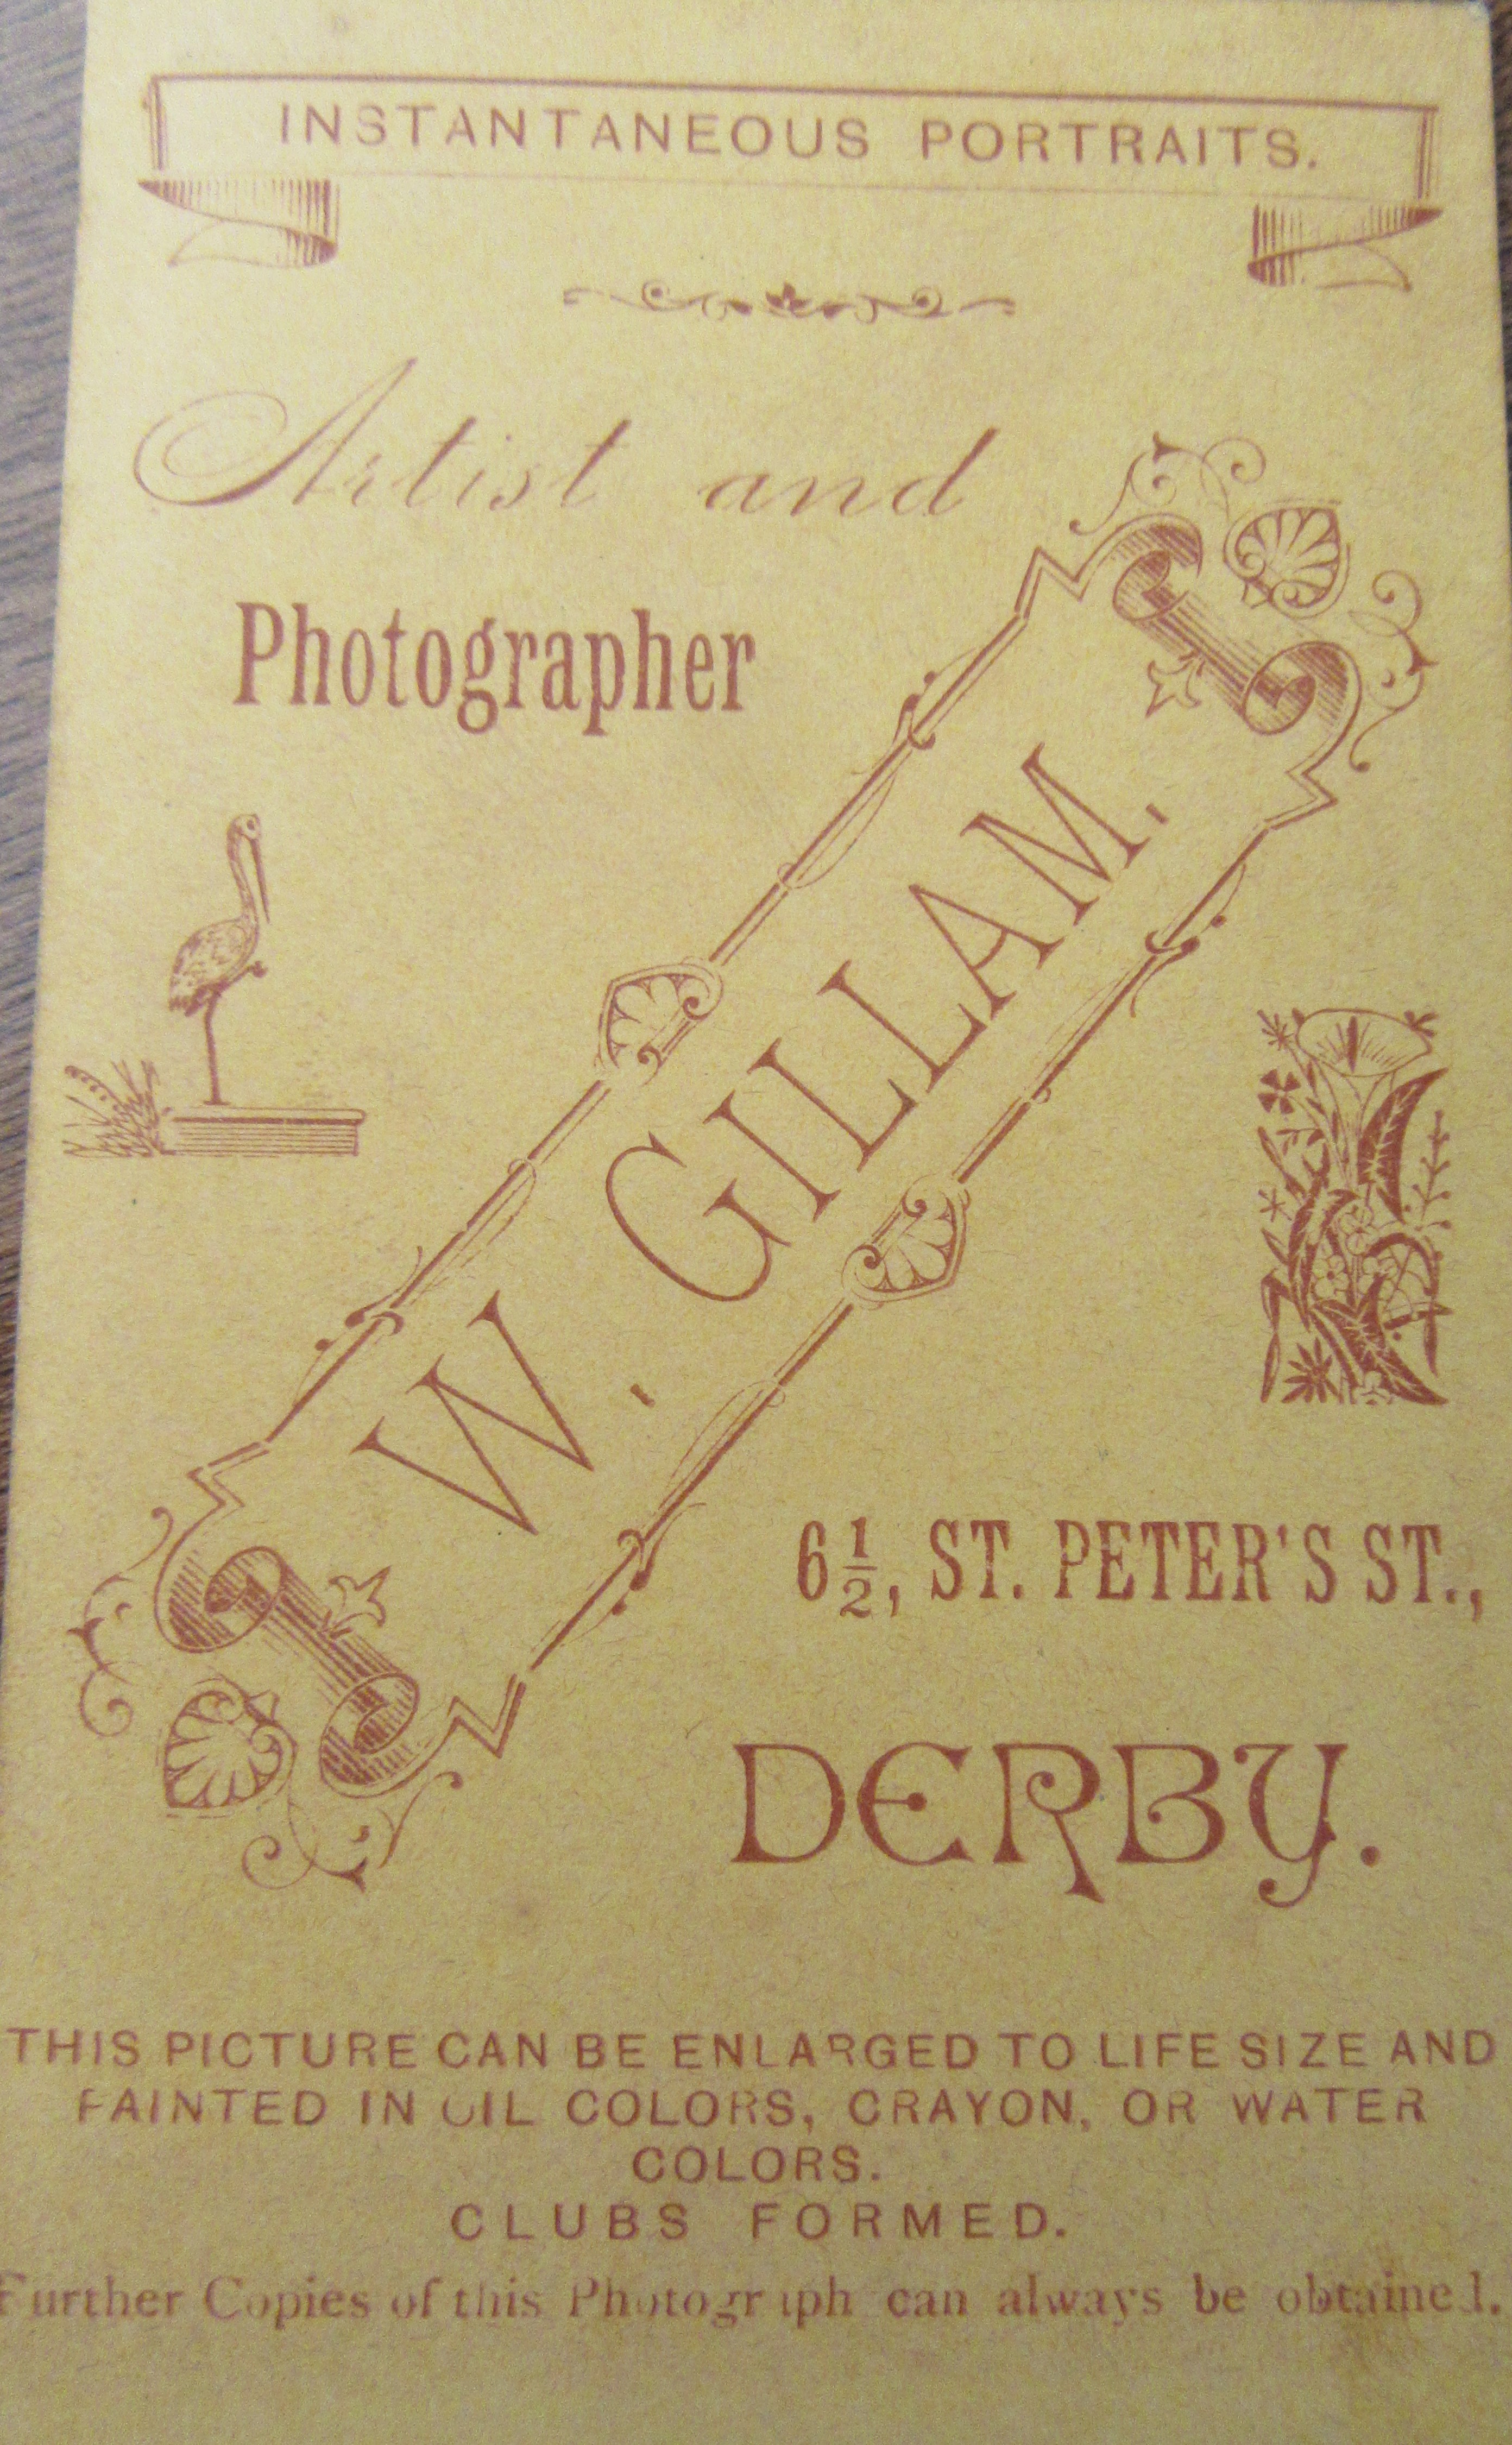 INSTANTANEOUS PORTRAITS.
Artist and
Photographer
W. GILLAM.
6½, ST. PETER'S ST.,
DERBY.
THIS PICTURE CAN BE ENLARGED TO LIFE SIZE AND
PAINTED IN OIL COLORS, CRAYON, OR WATER
COLORS.
CLUBS FORMED.
Further Copies of this Photograph can always be obtained.